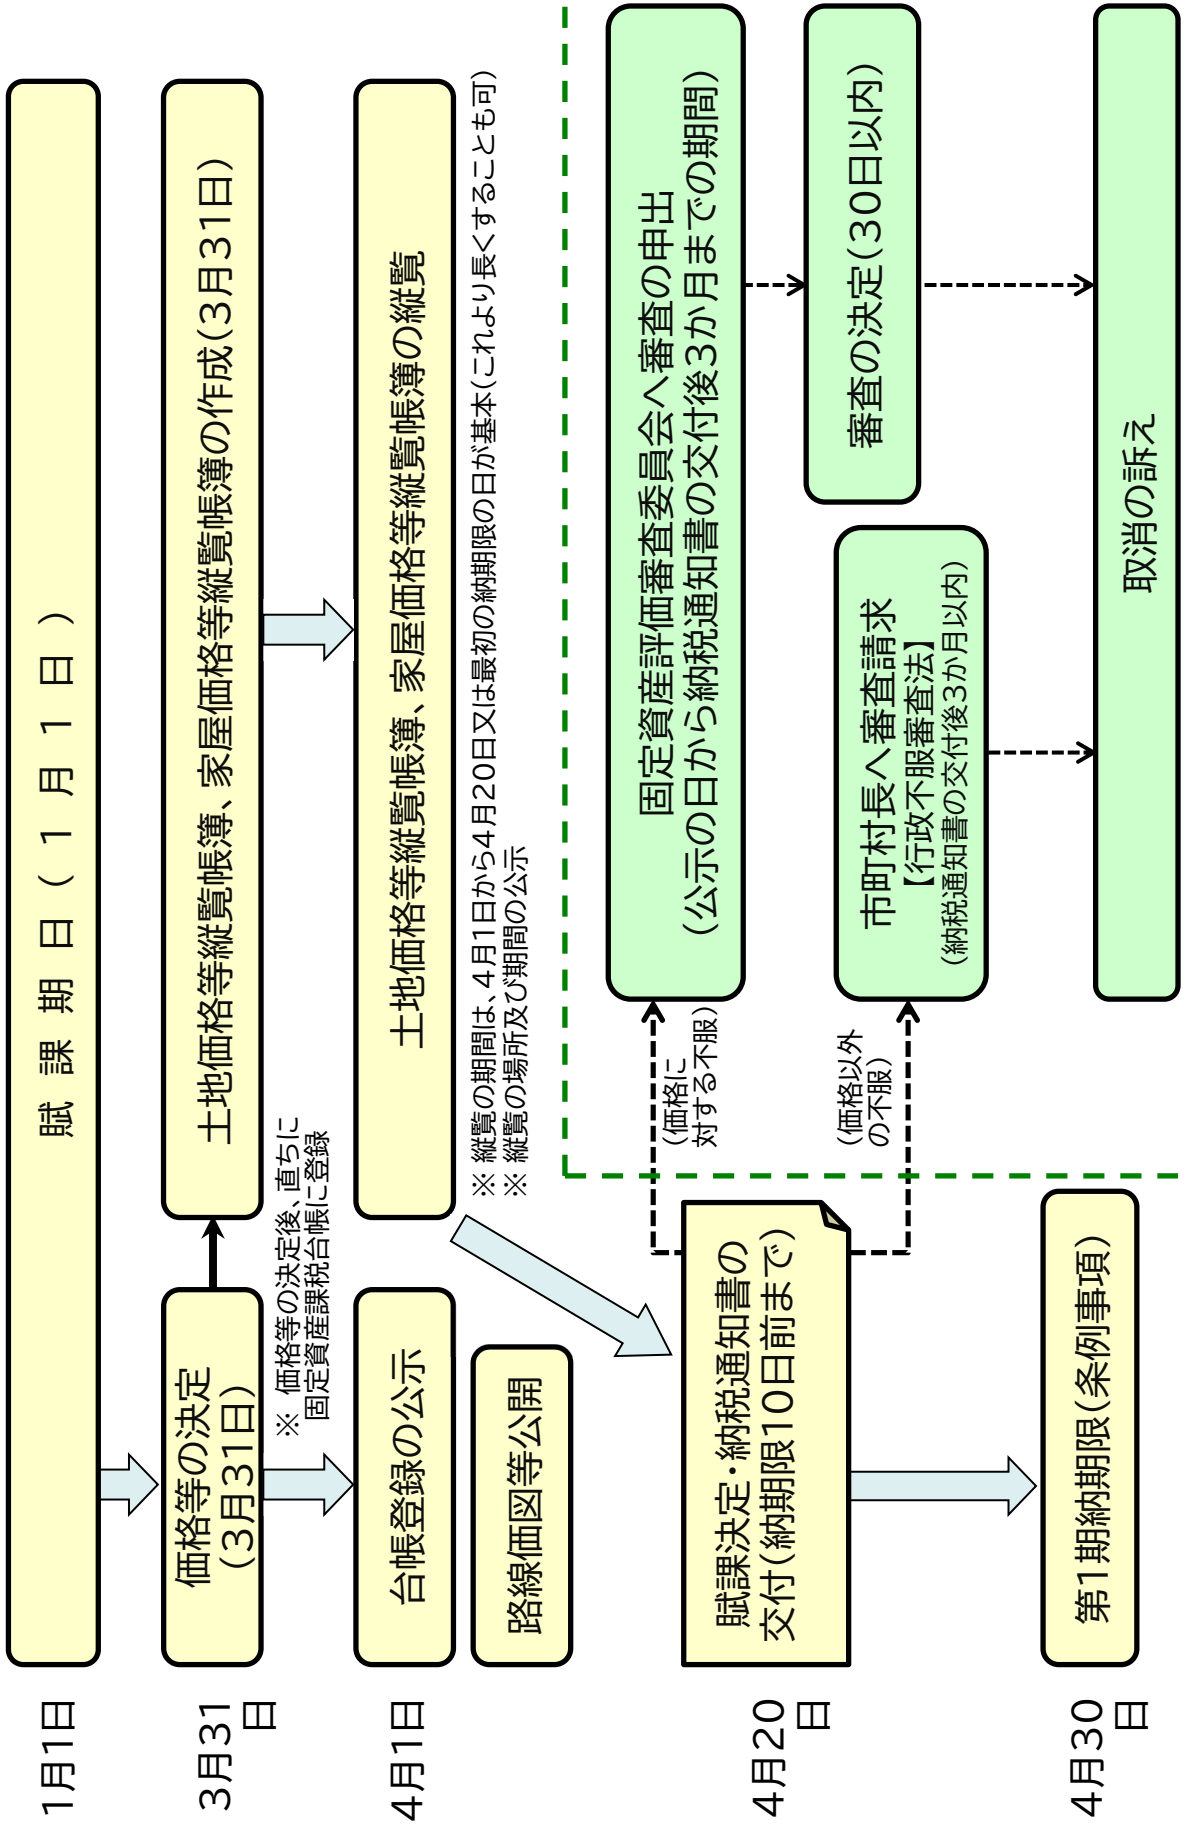 1月1日
賦課期日(1月1日)
3月31
日
価格等の決定
(3月31日)
土地価格等縦覧帳簿、家屋価格等縦覧帳簿の作成(3月31日)
※ 価格等の決定後、直ちに
固定資産課税台帳に登録
4月1日
台帳登録の公示
土地価格等縦覧帳簿、家屋価格等縦覧帳簿の縦覧
路線価図等公開
※ 縦覧の期間は、4月1日から4月20日又は最初の納期限の日が基本(これより長くすることも可)
※ 縦覧の場所及び期間の公示
4月20
日
賦課決定・納税通知書の
交付(納期限10日前まで)
(価格に
対する不服)
固定資産評価審査委員会へ審査の申出
(公示の日から納税通知書の交付後3か月までの期間)
審査の決定(30日以内)
(価格以外
の不服)
市町村長へ審査請求
【行政不服審査法】
(納税通知書の交付後3か月以内)
4月30
日
第1期納期限(条例事項)
取消の訴え